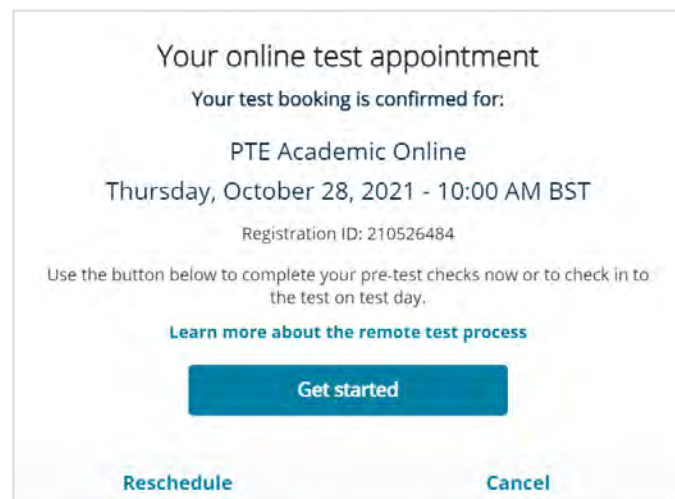 Your online test appointment
Your test booking is confirmed for:
PTE Academic Online
Thursday, October 28, 2021 - 10:00 AM BST
Registration ID: 210526484
Use the button below to complete your pre-test checks now or to check in to
the test on test day.
Learn more about the remote test process
Get started
Reschedule Cancel